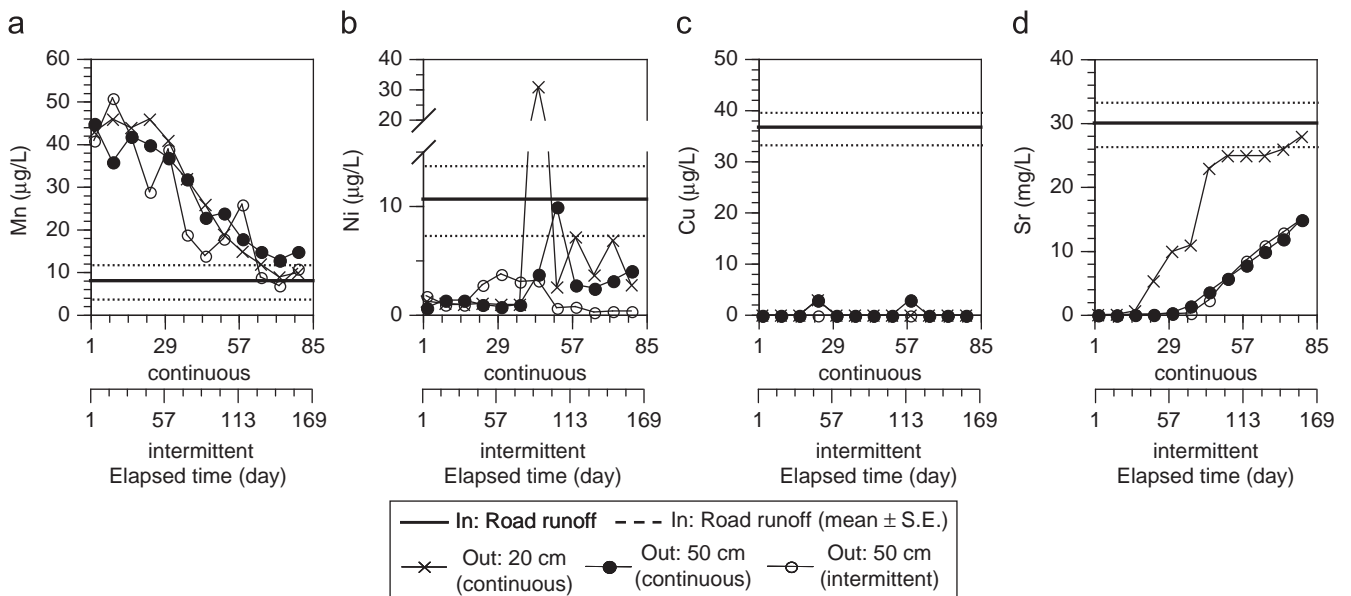 a
Mn (μg/L)
60
50
40
30
20
10
0
1 29 57 85
continuous
1 57 113 169
intermittent
Elapsed time (day)
b
Ni (μg/L)
40
30
20
10
0
1 29 57 85
continuous
1 57 113 169
intermittent
Elapsed time (day)
c
Cu (μg/L)
50
40
30
20
10
0
1 29 57 85
continuous
1 57 113 169
intermittent
Elapsed time (day)
d
Sr (mg/L)
40
30
20
10
0
1 29 57 85
continuous
1 57 113 169
intermittent
Elapsed time (day)
In: Road runoff
In: Road runoff (mean ± S.E.)
Out: 20 cm
(continuous)
Out: 50 cm
(continuous)
Out: 50 cm
(intermittent)